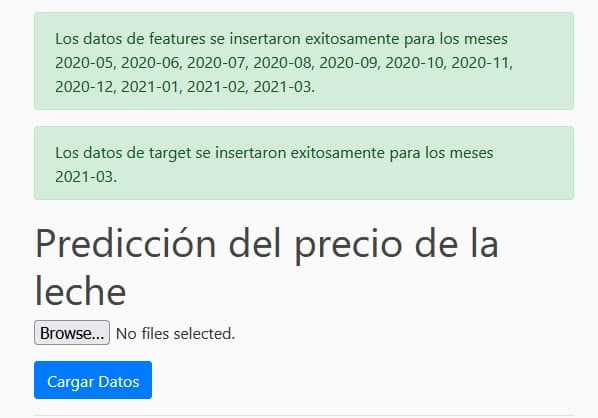 Los datos de features se insertaron exitosamente para los meses
2020-05, 2020-06, 2020-07, 2020-08, 2020-09, 2020-10, 2020-11,
2020-12, 2021-01, 2021-02, 2021-03.
Los datos de target se insertaron exitosamente para los meses
2021-03.
Predicción del precio de la
leche
Browse... No files selected.
Cargar Datos